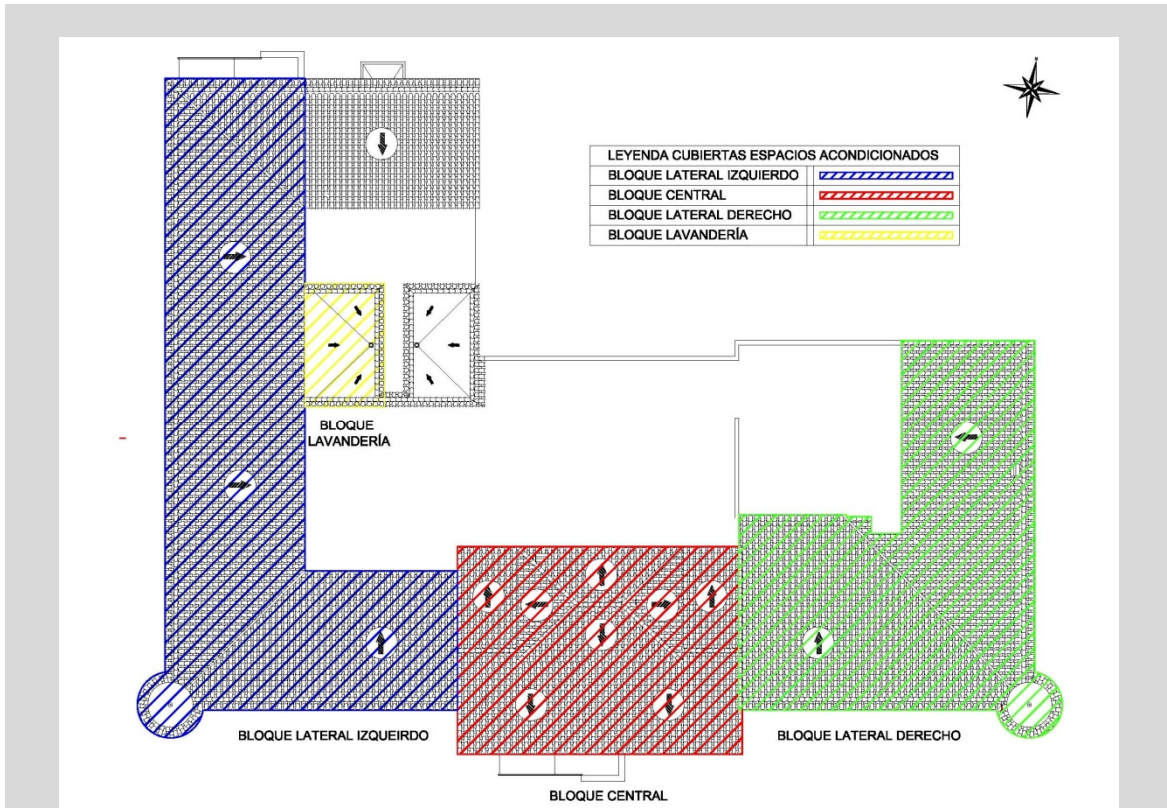 LEYENDA CUBIERTAS ESPACIOS ACONDICIONADOS
BLOQUE LATERAL IZQUIERDO
BLOQUE CENTRAL
BLOQUE LATERAL DERECHO
BLOQUE LAVANDERÍA
BLOQUE
LAVANDERÍA
BLOQUE LATERAL IZQUEIRDO
BLOQUE LATERAL DERECHO
BLOQUE CENTRAL